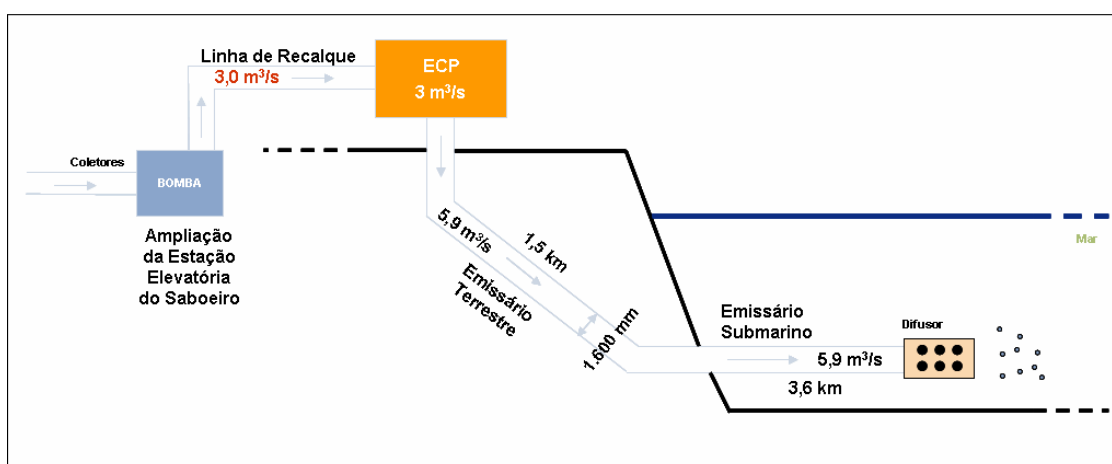 Linha de Recalque
3,0 m³/s
ECP
3 m³/s
Coletores
BOMBA
Ampliação
da Estação
Elevatória
do Saboeiro
5,9 m³/s
1,5 km
Emissário
Terrestre
1.600 mm
Mar
Emissário
Submarino
Difusor
5,9 m³/s
3,6 km